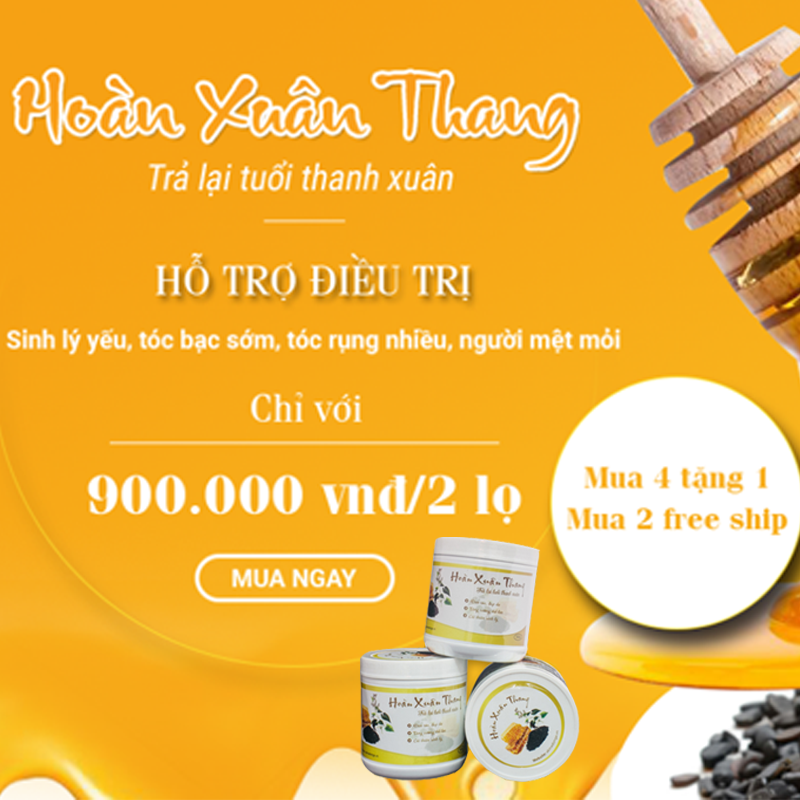 Hoàn Xuân Thang
Trả lại tuổi thanh xuân
HỖ TRỢ ĐIỀU TRỊ
Sinh lý yếu, tóc bạc sớm, tóc rụng nhiều, người mệt mỏi
Chỉ với
900.000 vnđ/2 lọ
Mua 4 tặng 1
Mua 2 free ship
MUA NGAY
Hoàn Xuân Thang
Hoàn Xuân Thang
Hoàn Xuân Thang